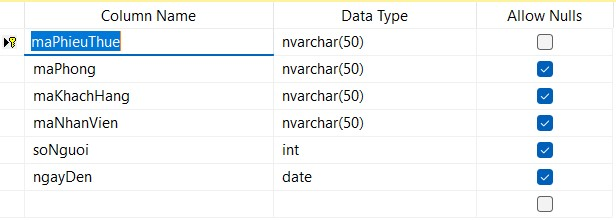 Column Name Data Type Allow Nulls
maPhieuThue nvarchar(50)
maPhong nvarchar(50)
maKhachHang nvarchar(50)
maNhanVien nvarchar(50)
soNguoi int
ngayDen date